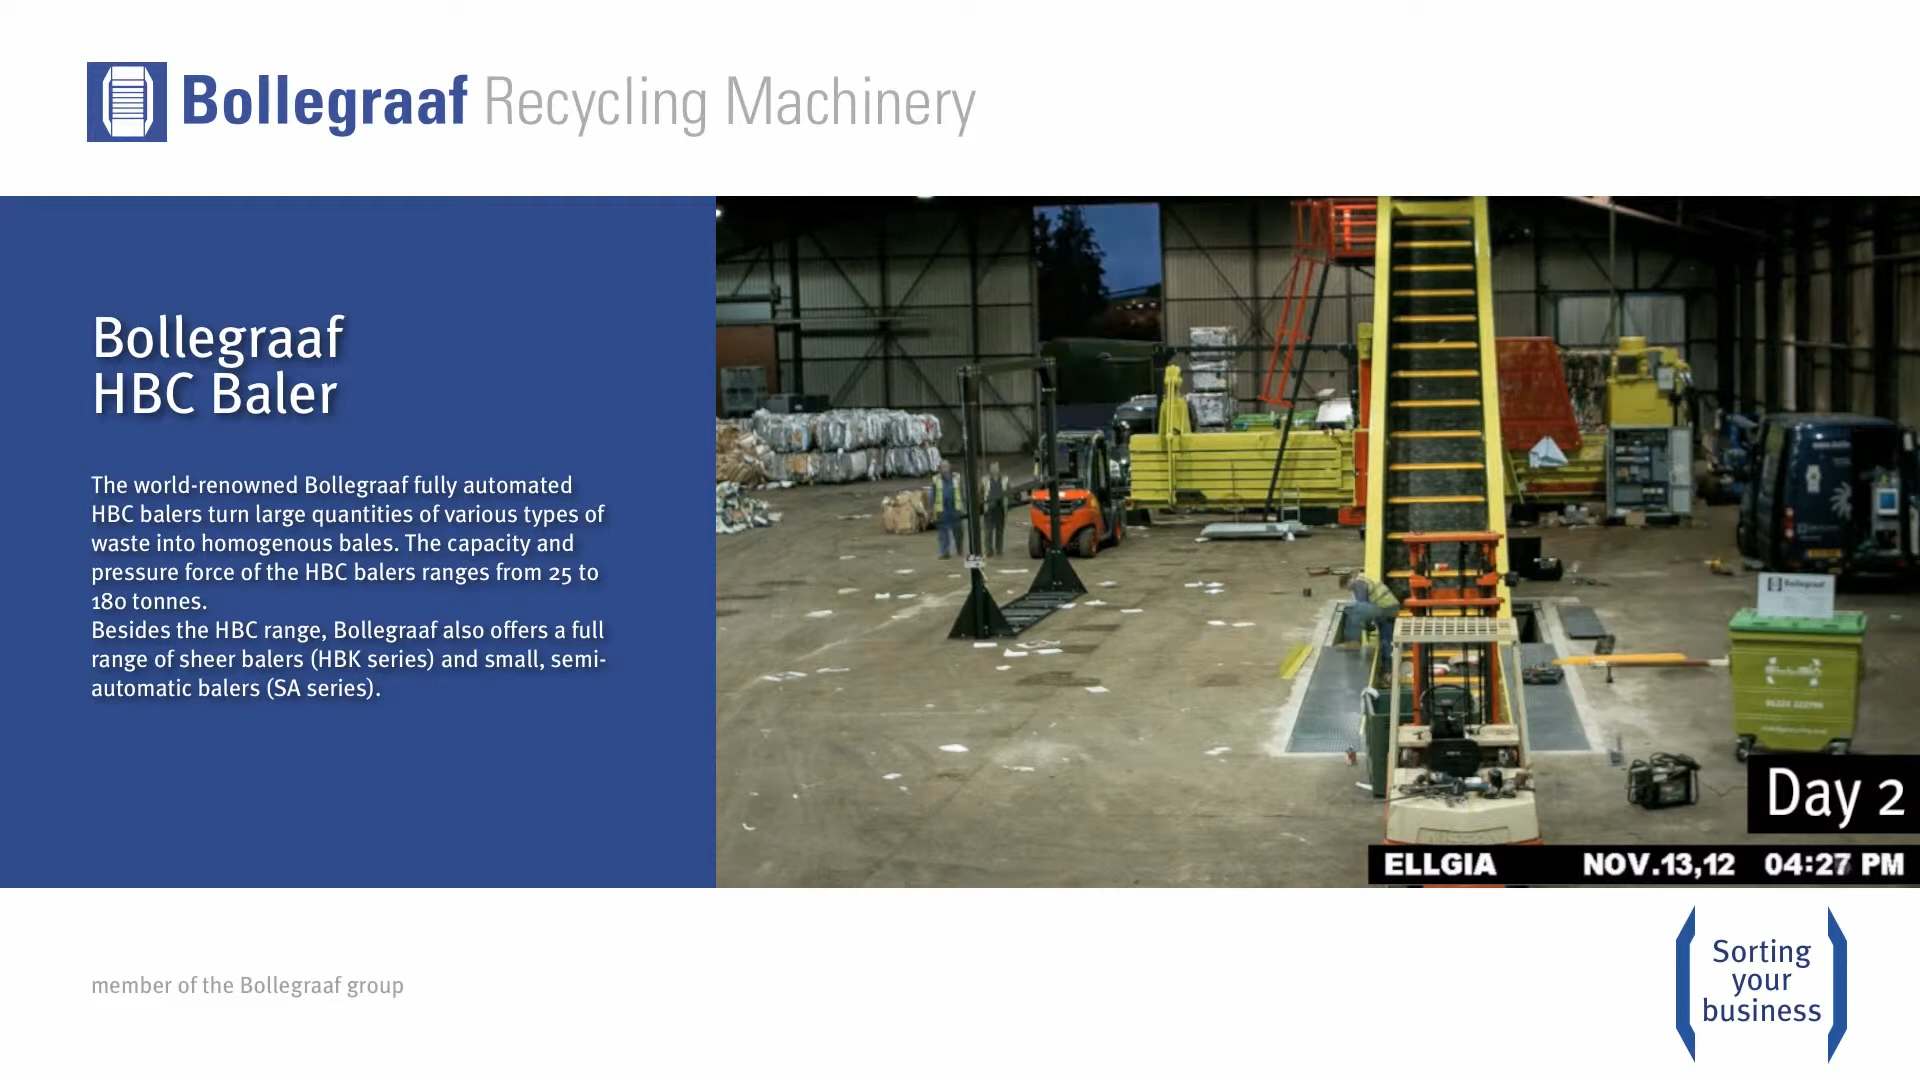 Bollegraaf Recycling Machinery
Bollegraaf
HBC Baler
The world-renowned Bollegraaf fully automated
HBC balers turn large quantities of various types of
waste into homogenous bales. The capacity and
pressure force of the HBC balers ranges from 25 to
180 tonnes.
Besides the HBC range, Bollegraaf also offers a full
range of sheer balers (HBK series) and small, semi-
automatic balers (SA series).
Bollegraaf
Day 2
ELLGIA NOV.13,12 04:27 PM
member of the Bollegraaf group
Sorting
your
business